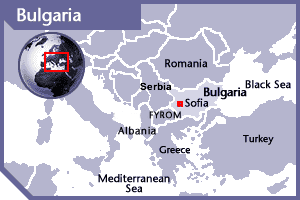 Bulgaria
Romania
Black Sea
Serbia
Bulgaria
Sofia
FYROM
Albania
Turkey
Greece
Mediterranean
Sea